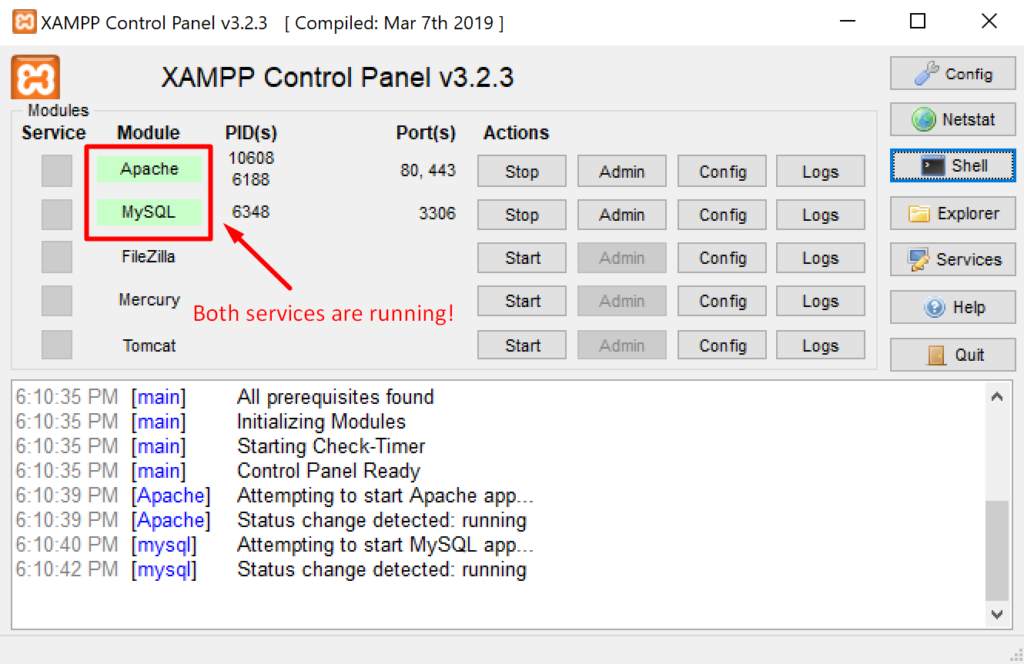 XAMPP Control Panel v3.2.3 [ Compiled: Mar 7th 2019 ]
XAMPP Control Panel v3.2.3
Config
Modules
Service Module PID(s) Port(s) Actions
Netstat
Apache 10608 6188 80, 443 Stop Admin Config Logs
Shell
MySQL 6348 3306 Stop Admin Config Logs
Explorer
FileZilla Start Admin Config Logs
Services
Mercury Start Admin Config Logs
Help
Both services are running!
Tomcat Start Admin Config Logs
Quit
6:10:35 PM [main] All prerequisites found
6:10:35 PM [main] Initializing Modules
6:10:35 PM [main] Starting Check-Timer
6:10:35 PM [main] Control Panel Ready
6:10:39 PM [Apache] Attempting to start Apache app...
6:10:39 PM [Apache] Status change detected: running
6:10:40 PM [mysql] Attempting to start MySQL app...
6:10:42 PM [mysql] Status change detected: running